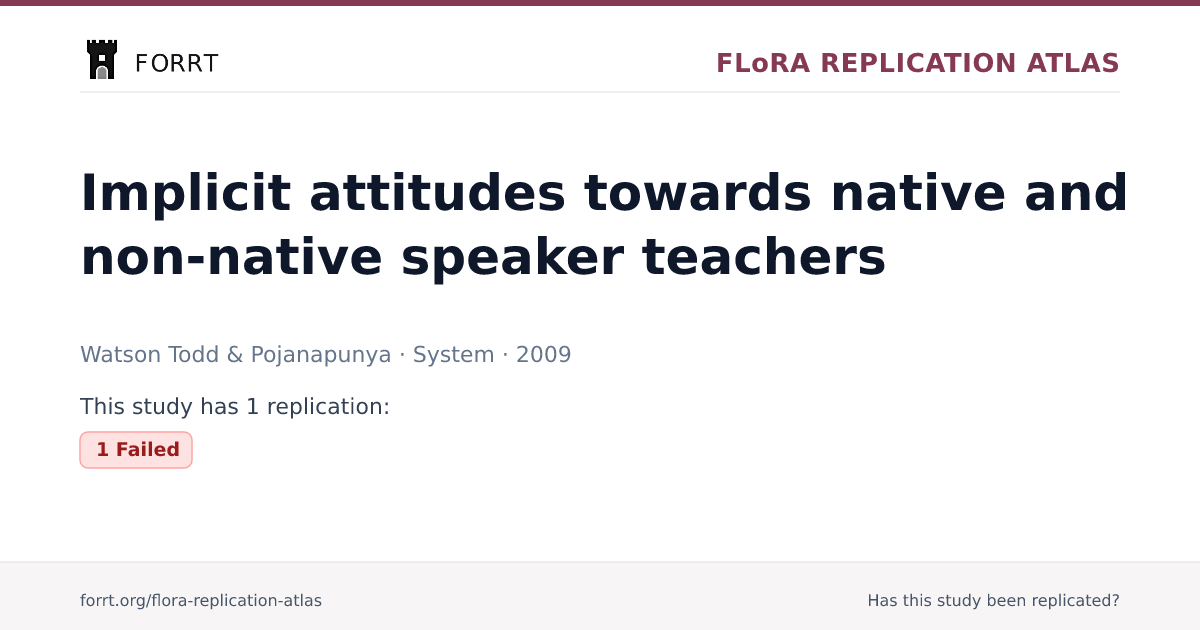 FORRT
FLoRA REPLICATION ATLAS
Implicit attitudes towards native and
non-native speaker teachers
Watson Todd & Pojanapunya · System · 2009
This study has 1 replication:
1 Failed
forrt.org/flora-replication-atlas
Has this study been replicated?